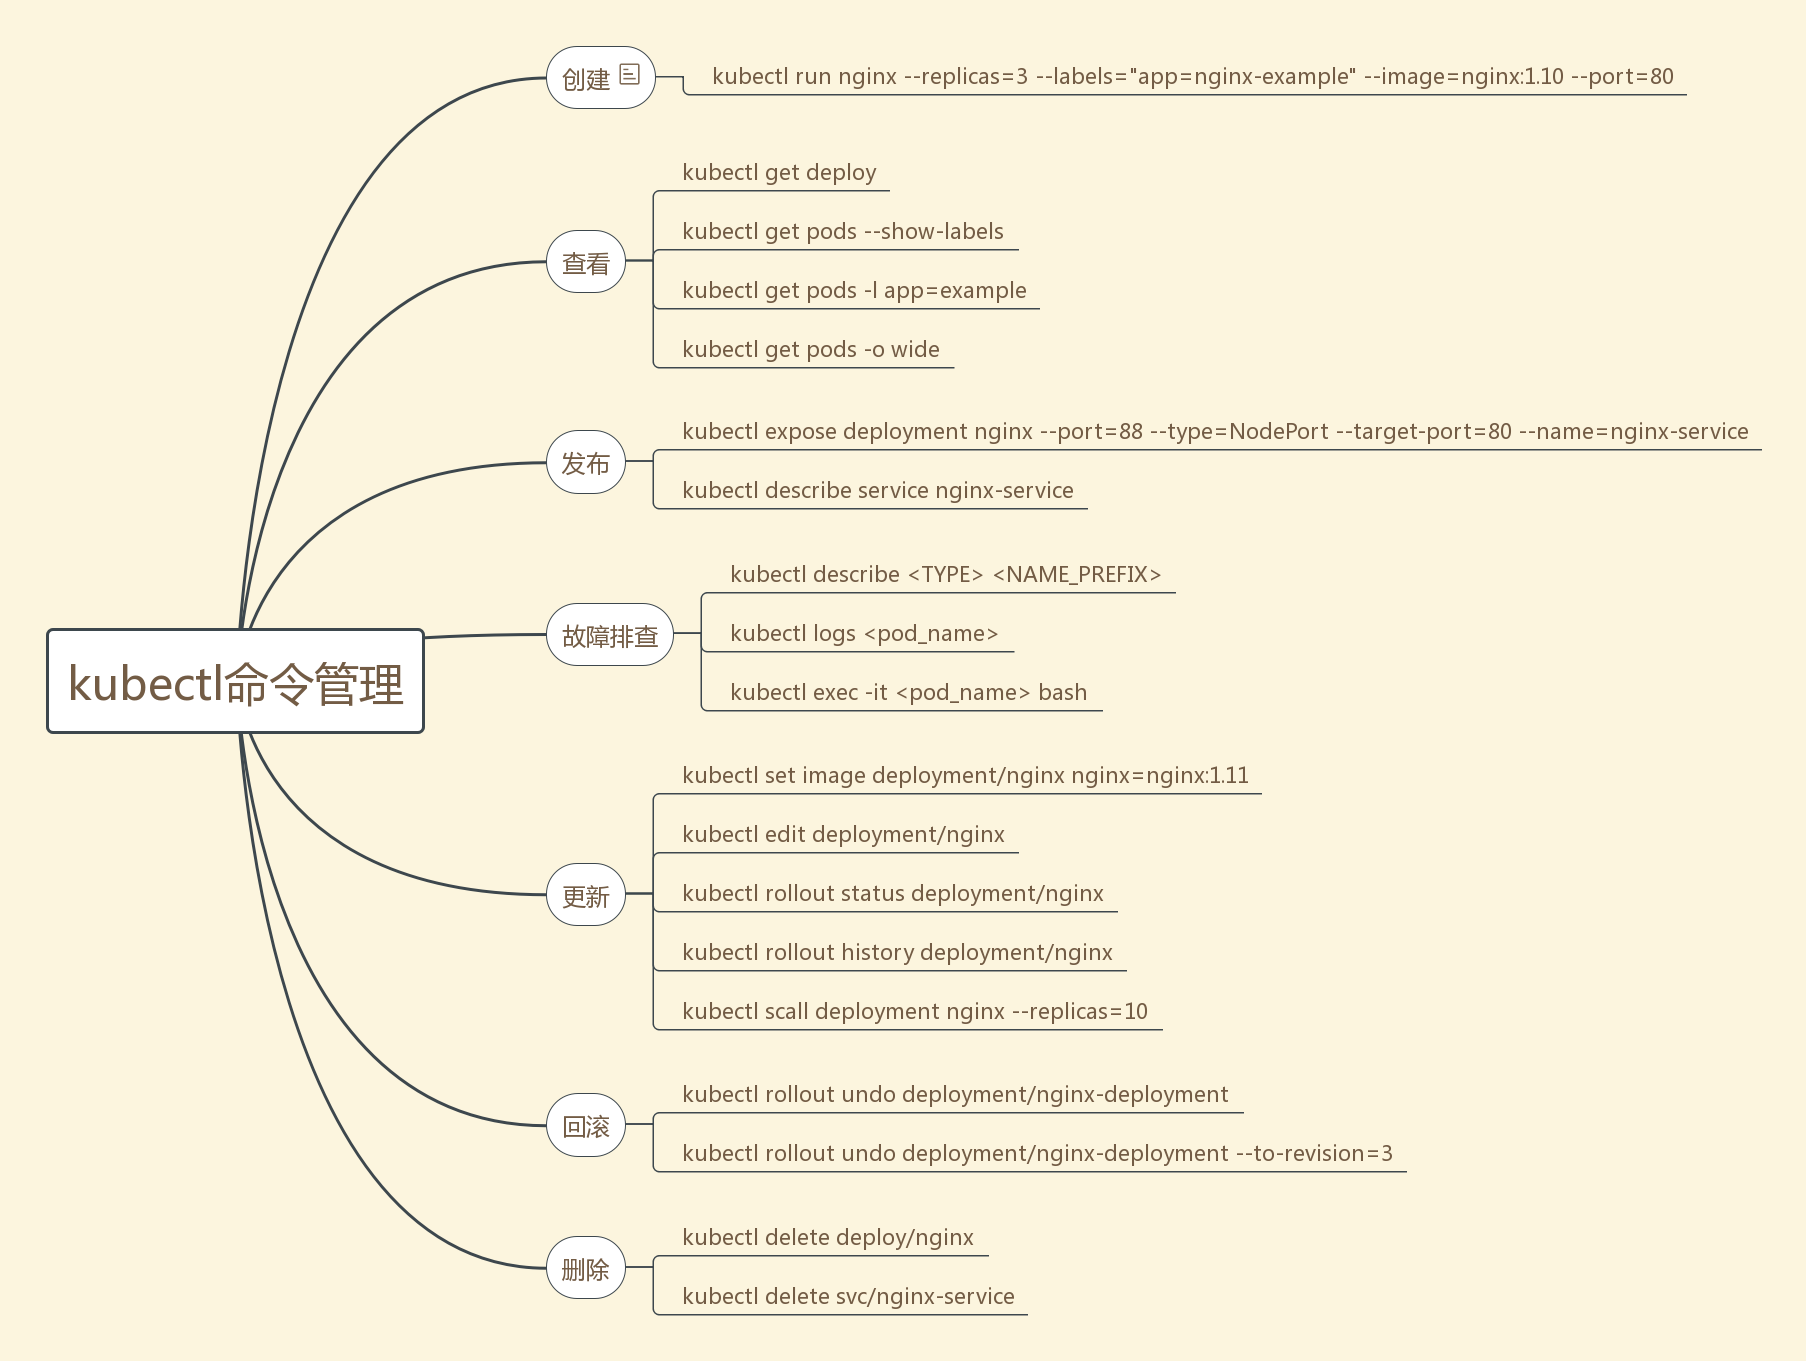 kubectl命令管理
创建
kubectl run nginx --replicas=3 --labels="app=nginx-example" --image=nginx:1.10 --port=80
查看
kubectl get deploy
kubectl get pods --show-labels
kubectl get pods -l app=example
kubectl get pods -o wide
发布
kubectl expose deployment nginx --port=88 --type=NodePort --target-port=80 --name=nginx-service
kubectl describe service nginx-service
故障排查
kubectl describe <TYPE> <NAME_PREFIX>
kubectl logs <pod_name>
kubectl exec -it <pod_name> bash
更新
kubectl set image deployment/nginx nginx=nginx:1.11
kubectl edit deployment/nginx
kubectl rollout status deployment/nginx
kubectl rollout history deployment/nginx
kubectl scall deployment nginx --replicas=10
回滚
kubectl rollout undo deployment/nginx-deployment
kubectl rollout undo deployment/nginx-deployment --to-revision=3
删除
kubectl delete deploy/nginx
kubectl delete svc/nginx-service